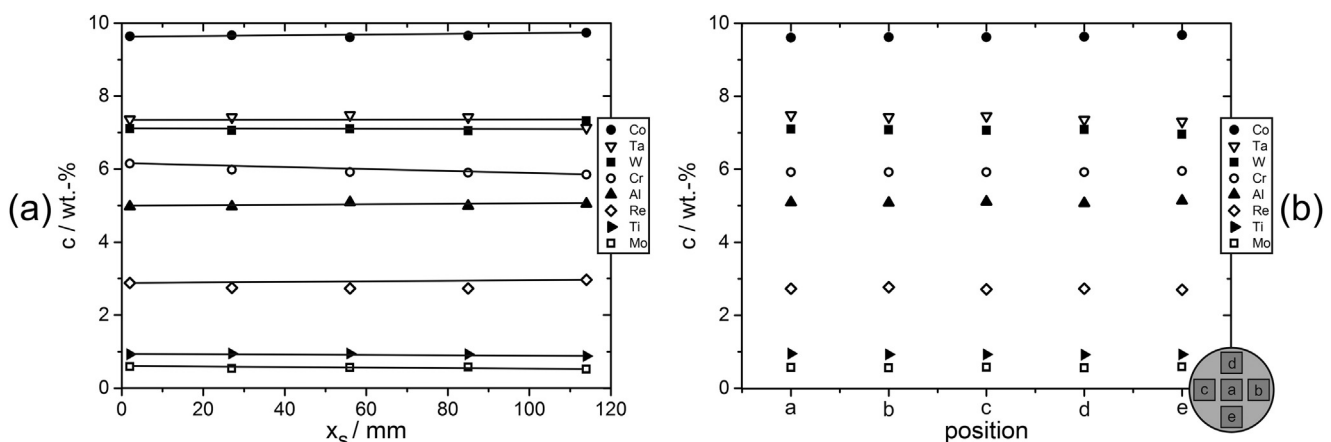 (a)
c / wt.-%
10
8
6
4
2
0
0 20 40 60 80 100 120
xₛ / mm
Co
Ta
W
Cr
Al
Re
Ti
Mo
(b)
c / wt.-%
10
8
6
4
2
0
a b c d e
position
Co
Ta
W
Cr
Al
Re
Ti
Mo
d
c a b
e